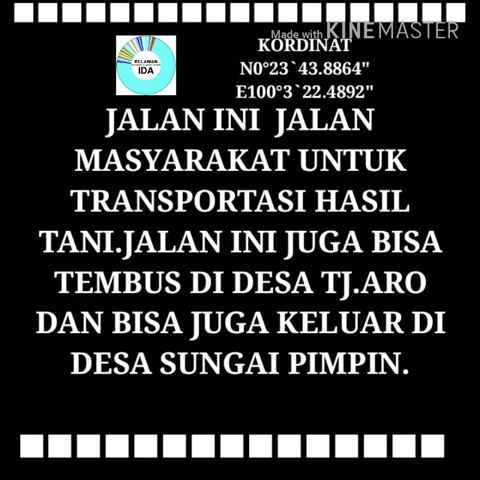 Made with KINEMASTER
RELAWAN
IDA
KORDINAT
N0°23`43.8864"
E100°3`22.4892"
JALAN INI  JALAN
MASYARAKAT UNTUK
TRANSPORTASI HASIL
TANI.JALAN INI JUGA BISA
TEMBUS DI DESA TJ.ARO
DAN BISA JUGA KELUAR DI
DESA SUNGAI PIMPIN.